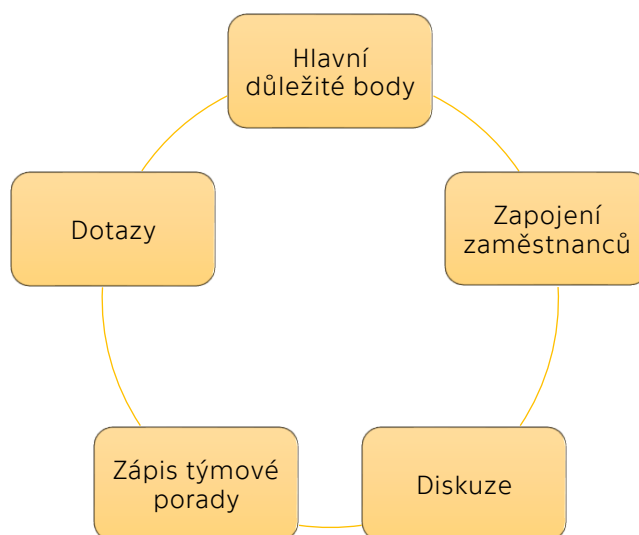 Hlavní
důležité body
Zapojení
zaměstnanců
Diskuze
Zápis týmové
porady
Dotazy